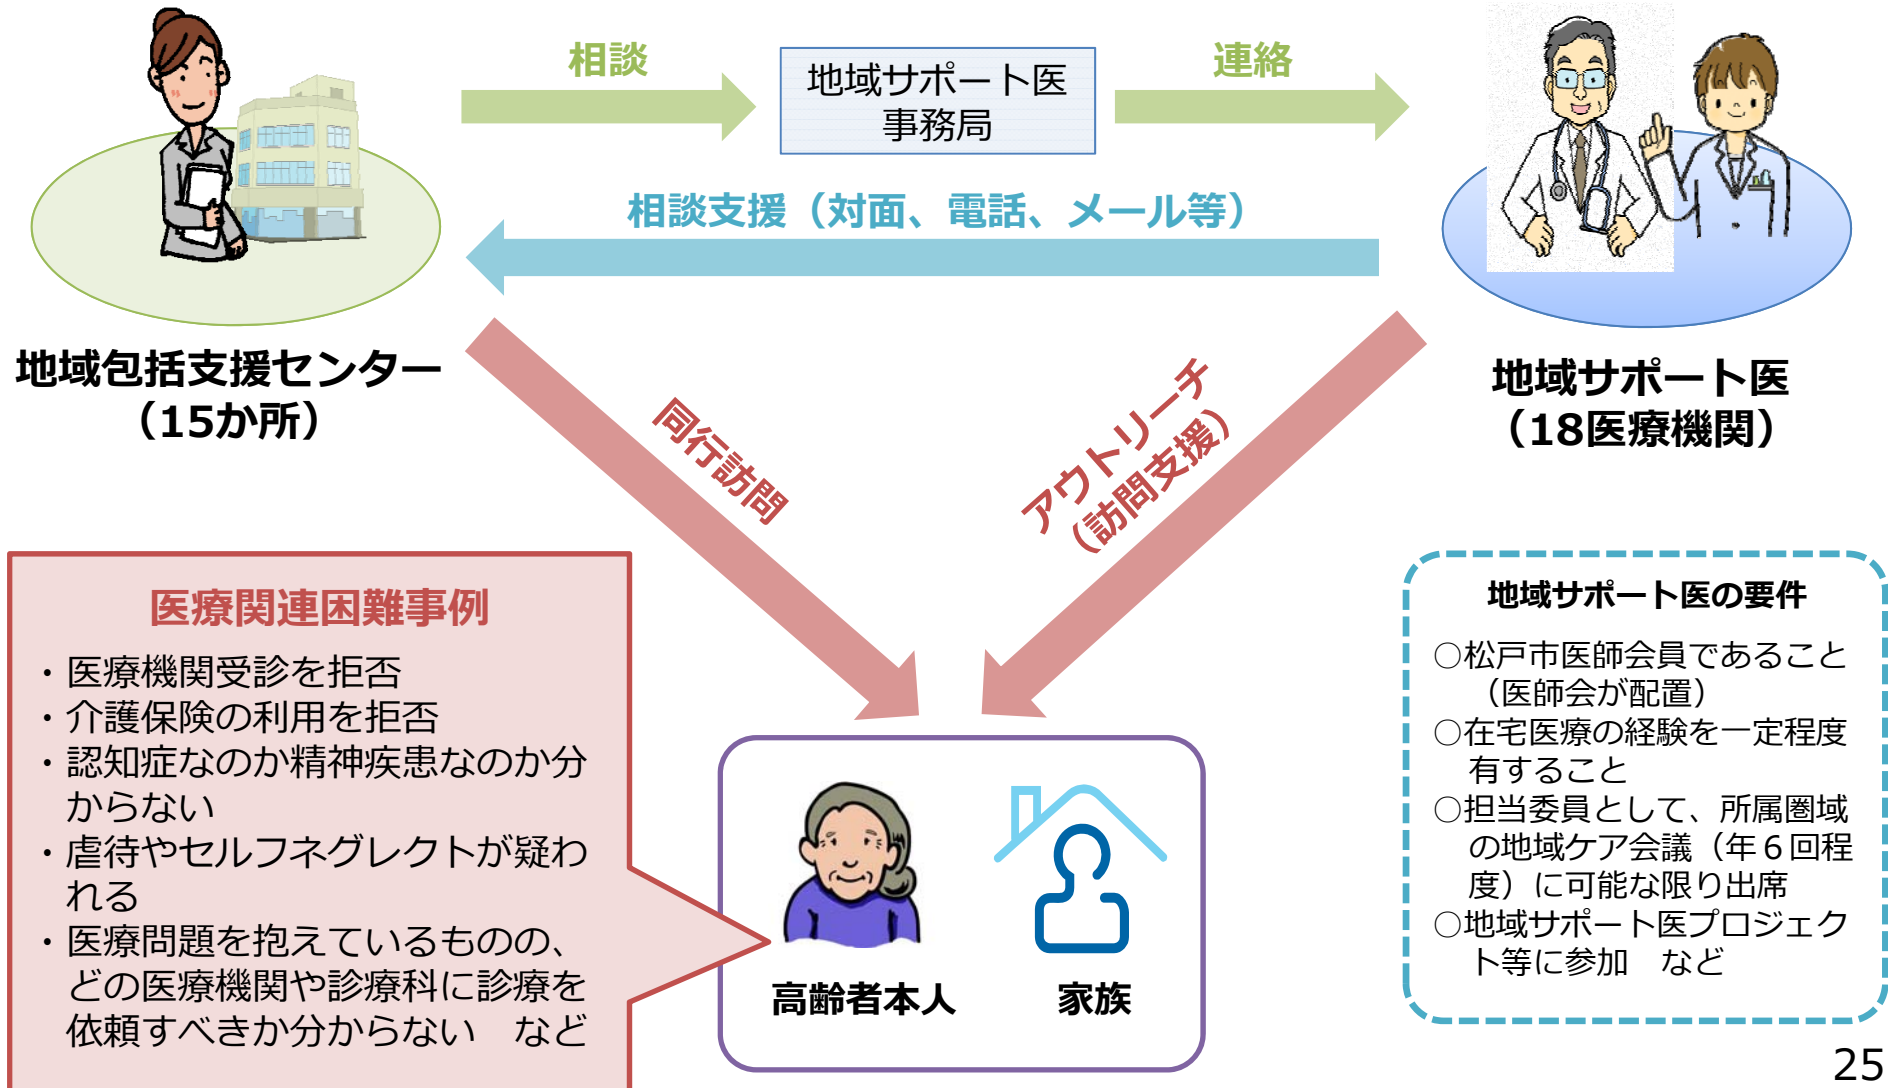 相談
地域サポート医
事務局
連絡
相談支援（対面、電話、メール等）
地域包括支援センター
（15か所）
地域サポート医
（18医療機関）
同行訪問
アウトリーチ
（訪問支援）
医療関連困難事例
・医療機関受診を拒否
・介護保険の利用を拒否
・認知症なのか精神疾患なのか分
からない
・虐待やセルフネグレクトが疑わ
れる
・医療問題を抱えているものの、
どの医療機関や診療科に診療を
依頼すべきか分からない　など
高齢者本人
家族
地域サポート医の要件
○松戸市医師会員であること
（医師会が配置）
○在宅医療の経験を一定程度
有すること
○担当委員として、所属圏域
の地域ケア会議（年６回程
度）に可能な限り出席
○地域サポート医プロジェク
ト等に参加　など
25